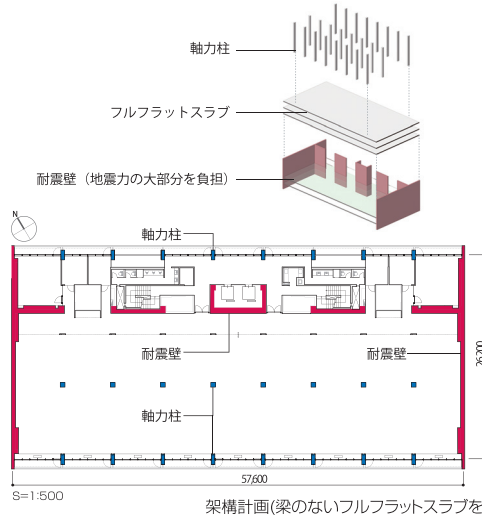 軸力柱
フルフラットスラブ
耐震壁（地震力の大部分を負担）
N
軸力柱
耐震壁
耐震壁
軸力柱
57,600
S=1:500
架構計画(梁のないフルフラットスラブを